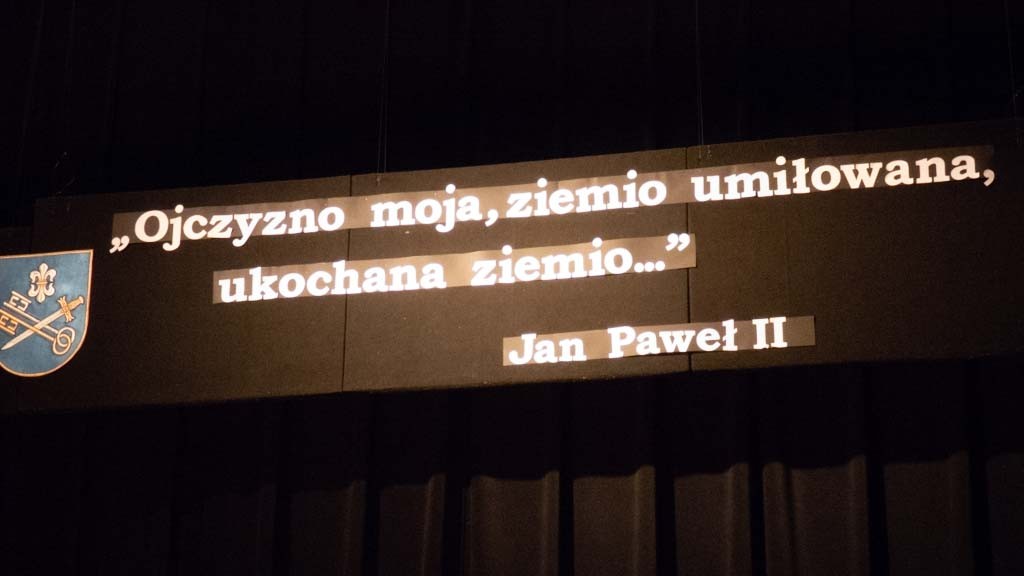 „Ojczyzno moja, ziemio umiłowana,
ukochana ziemio..."
Jan Paweł II